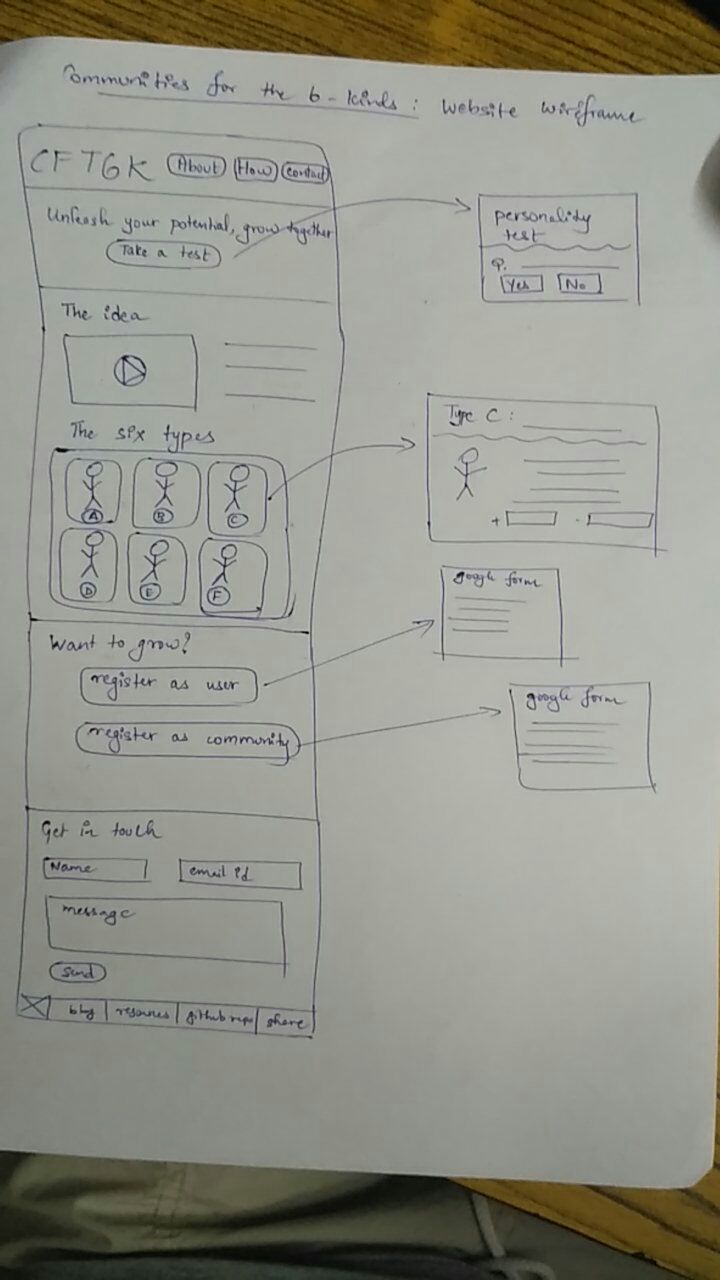 Communities for the 6-kinds: Website wireframe
CFT6K About How Contact
Unleash your potential, grow together
Take a test
personality
test
Q.
Yes No
The idea
The six types
A B C
D E F
Type C :
+ -
Want to grow?
register as user
register as community
google form
google form
Get in touch
Name email id
message
Send
blog resources github repo share